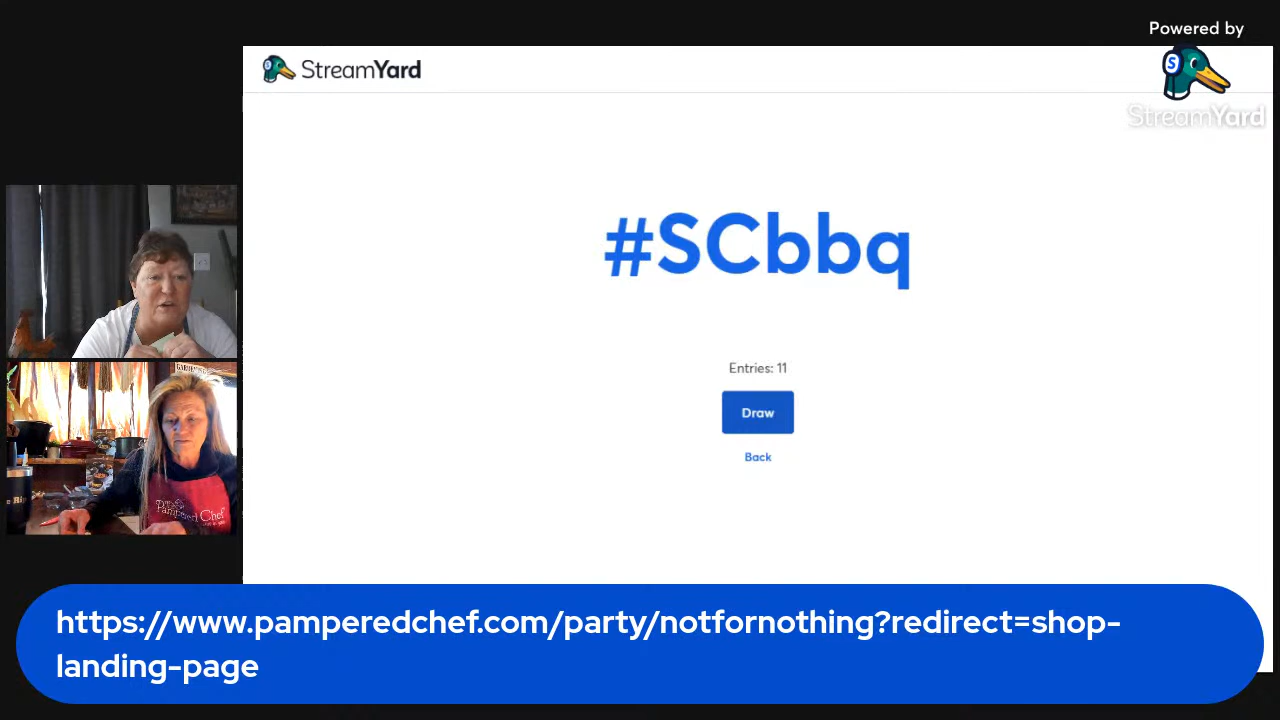 Powered by
StreamYard
StreamYard
#SCbbq
Entries: 11
Draw
Back
Pampered Chef
https://www.pamperedchef.com/party/notfornothing?redirect=shop-
landing-page